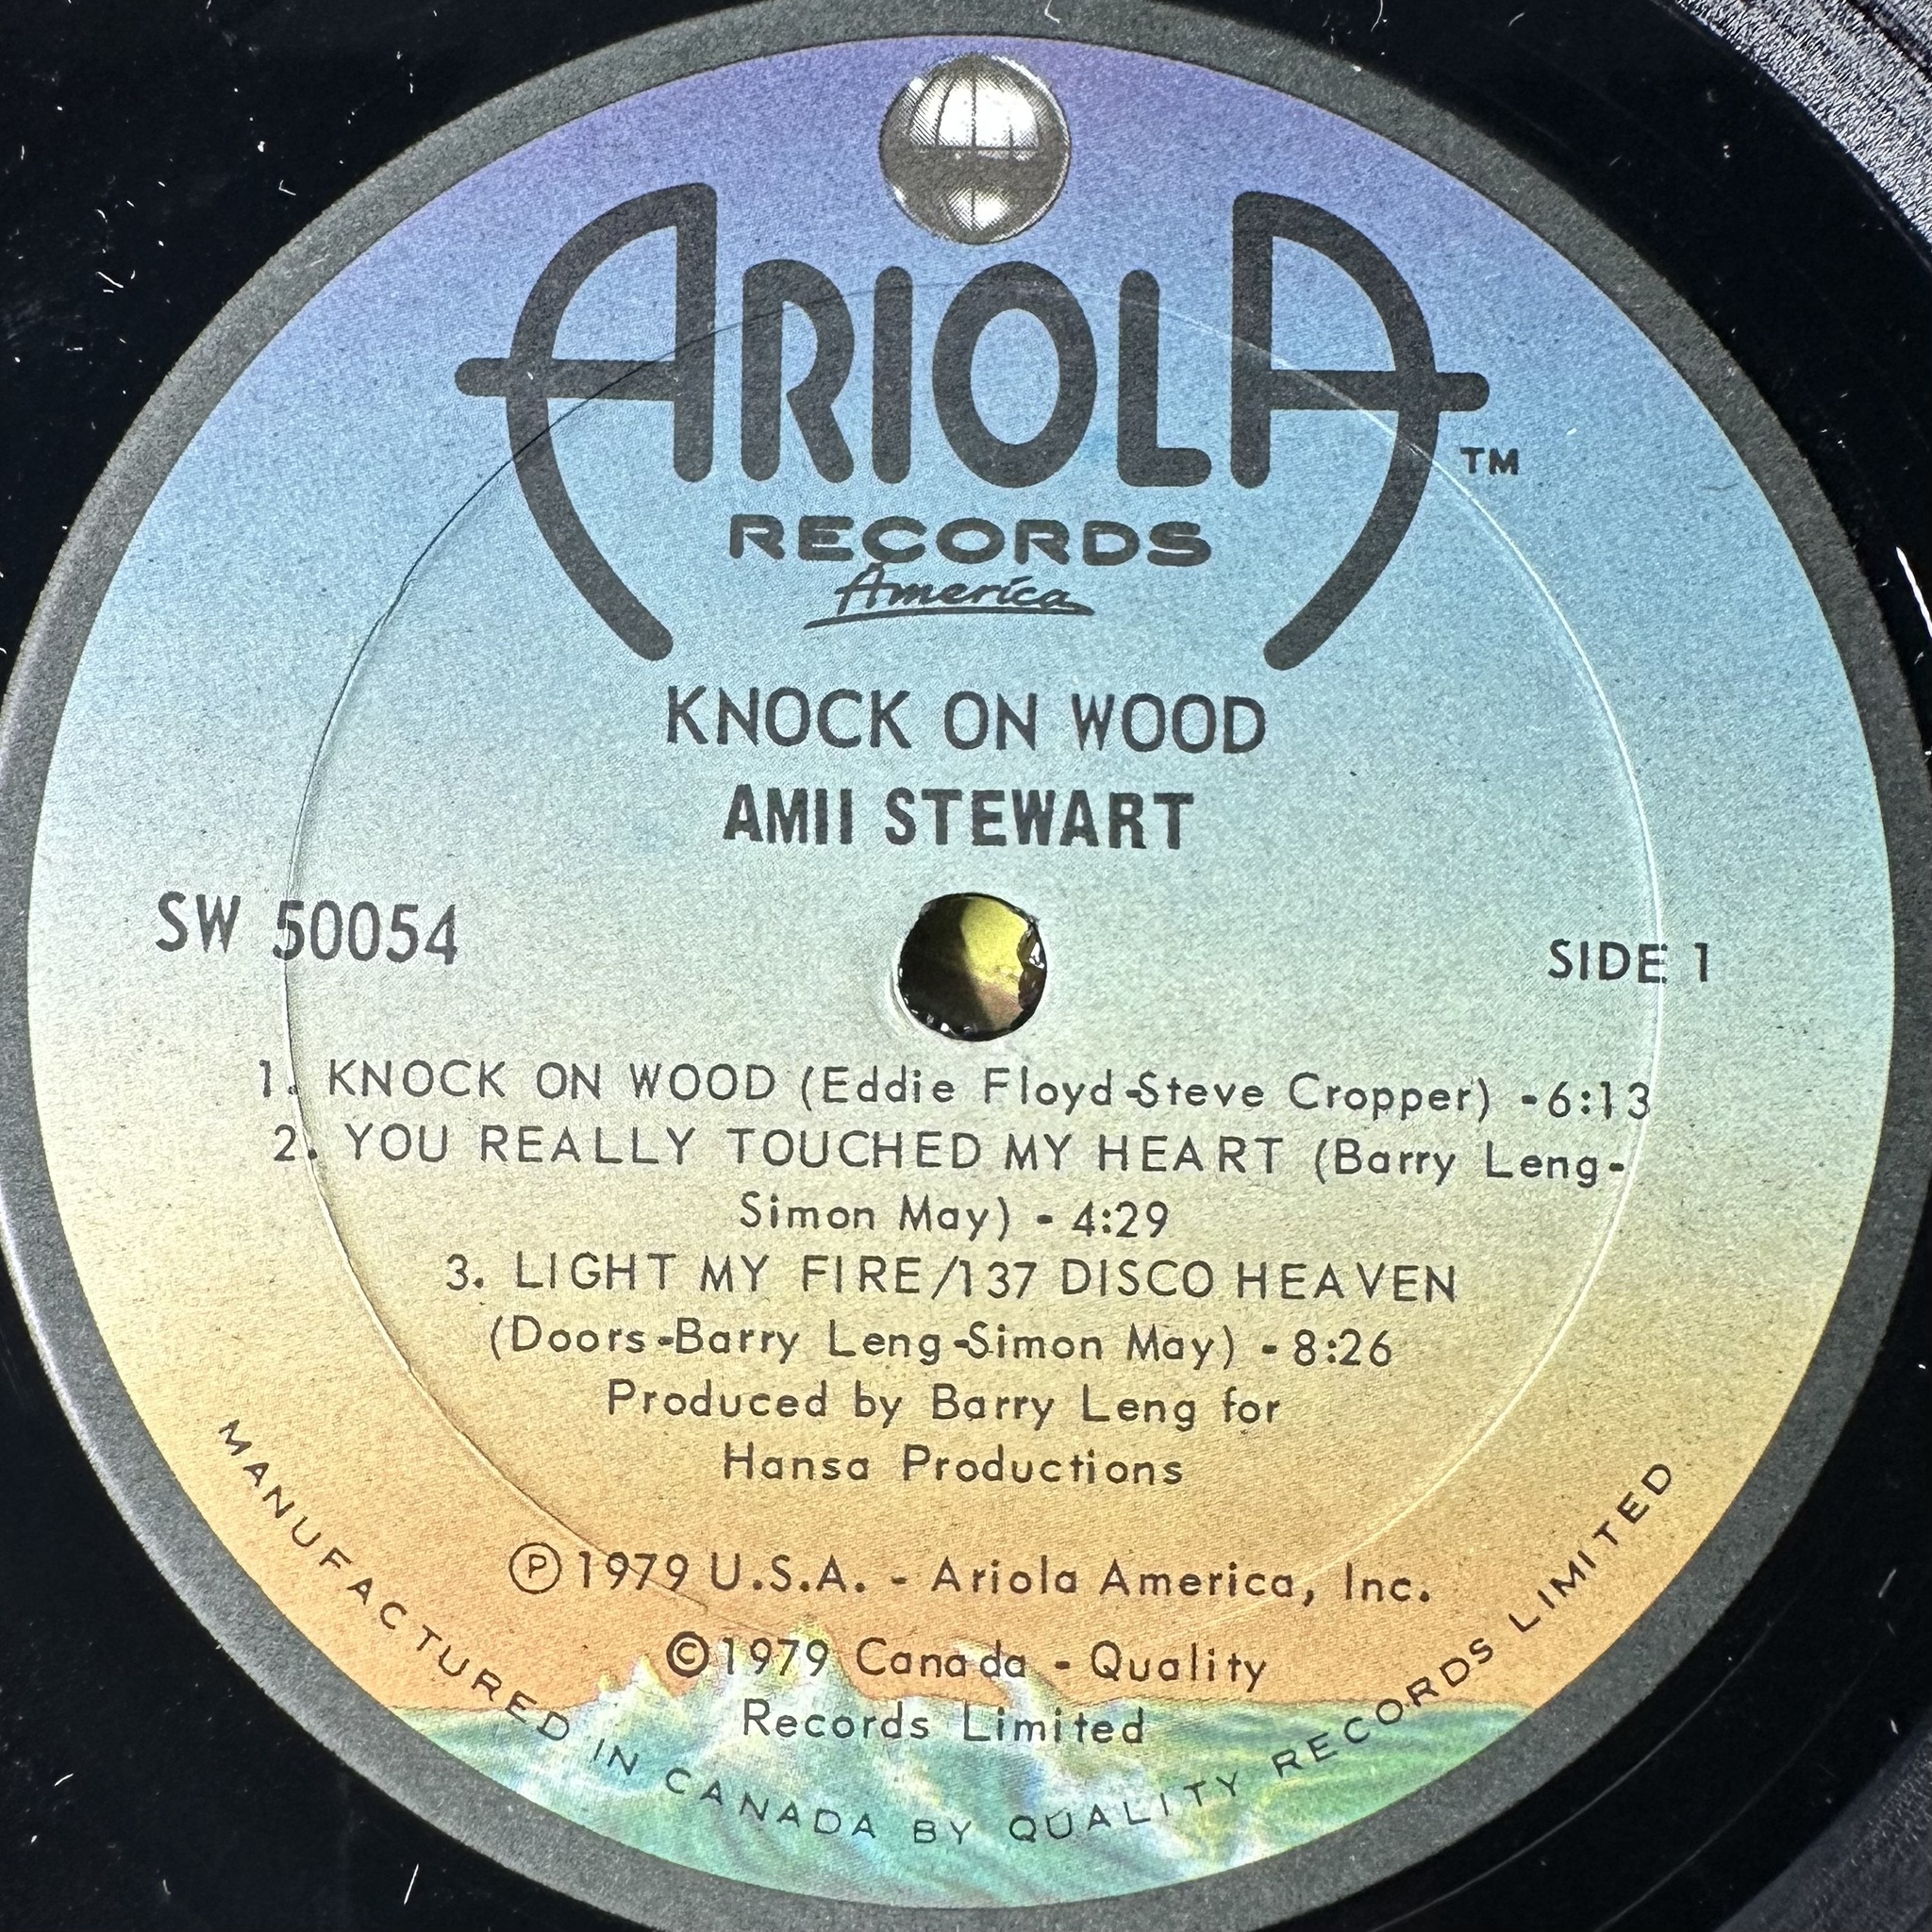 ARIOLA
TM
RECORDS
America
KNOCK ON WOOD
AMII STEWART
SW 50054
SIDE 1
1. KNOCK ON WOOD (Eddie Floyd-Steve Cropper) -6:13
2. YOU REALLY TOUCHED MY HEART (Barry Leng-
Simon May) - 4:29
3. LIGHT MY FIRE/137 DISCO HEAVEN
(Doors-Barry Leng-Simon May) - 8:26
Produced by Barry Leng for
Hansa Productions
Ⓟ1979 U.S.A. - Ariola America, Inc.
©1979 Canada - Quality
Records Limited
MANUFACTURED IN CANADA BY QUALITY RECORDS LIMITED